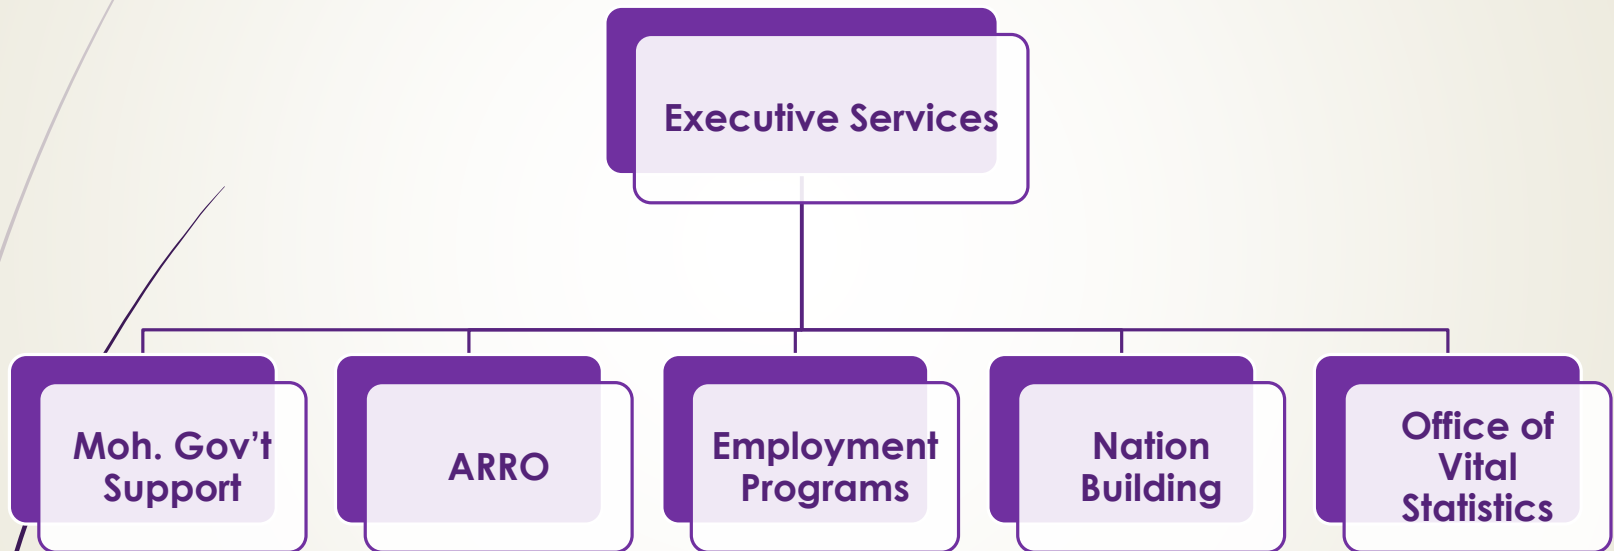 Executive Services
Moh. Gov’t
Support
ARRO
Employment
Programs
Nation
Building
Office of
Vital
Statistics